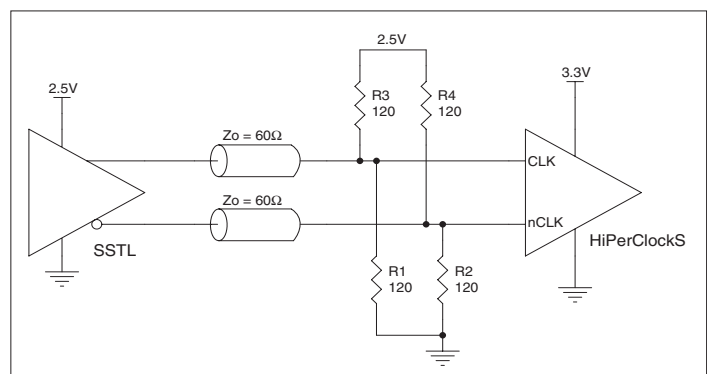 2.5V
2.5V
3.3V
R3
120
R4
120
Zo = 60Ω
CLK
Zo = 60Ω
nCLK
SSTL
HiPerClockS
R1
120
R2
120